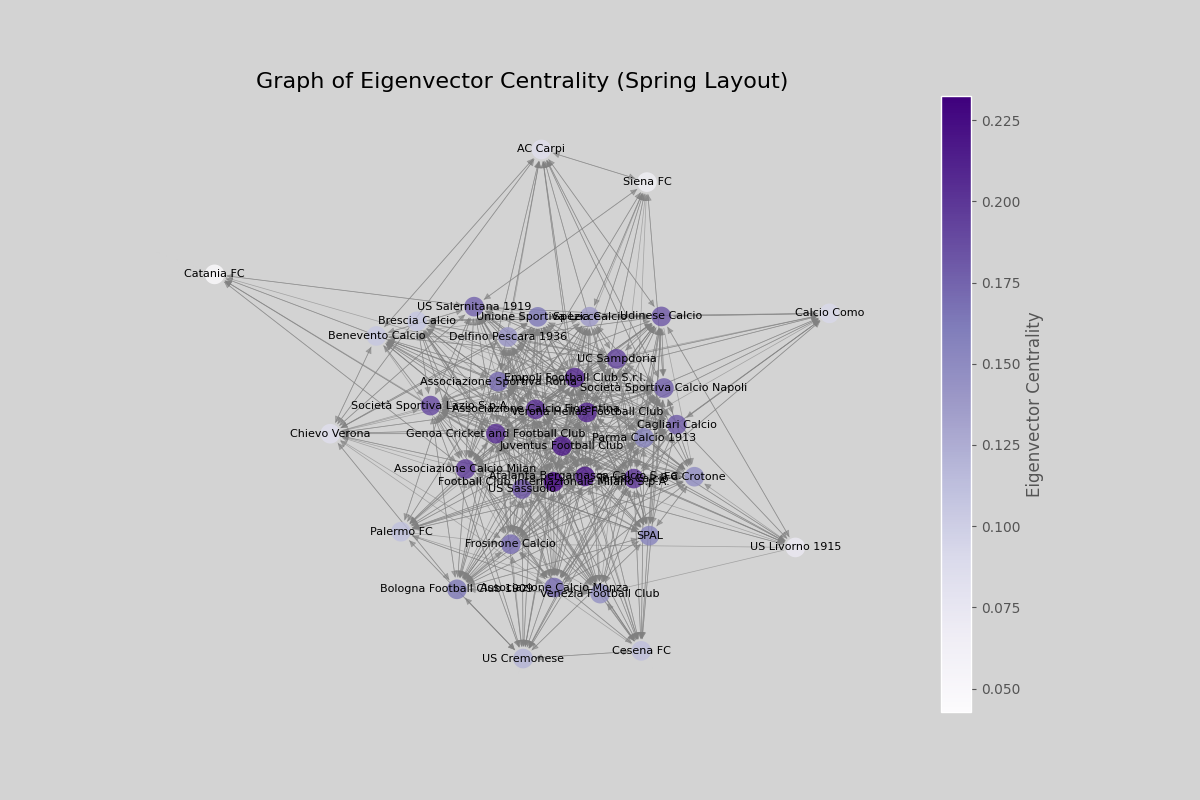 Graph of Eigenvector Centrality (Spring Layout)
AC Carpi
Siena FC
Catania FC
US Salernitana 1919
Brescia Calcio
Unione Sportiva Lecce
Spezia Calcio
Udinese Calcio
Calcio Como
Benevento Calcio
Delfino Pescara 1936
UC Sampdoria
Empoli Football Club S.r.l.
Associazione Sportiva Roma
Società Sportiva Calcio Napoli
Società Sportiva Lazio S.p.A.
Associazione Calcio Fiorentina
Verona Hellas Football Club
Cagliari Calcio
Chievo Verona
Genoa Cricket and Football Club
Parma Calcio 1913
Juventus Football Club
Associazione Calcio Milan
Atalanta Bergamasca Calcio S.p.A.
FC Crotone
Football Club Internazionale Milano S.p.A.
US Sassuolo
Palermo FC
SPAL
Frosinone Calcio
US Livorno 1915
Bologna Football Club 1909
Associazione Calcio Monza
Venezia Football Club
US Cremonese
Cesena FC
0.225
0.200
0.175
0.150
0.125
0.100
0.075
0.050
Eigenvector Centrality